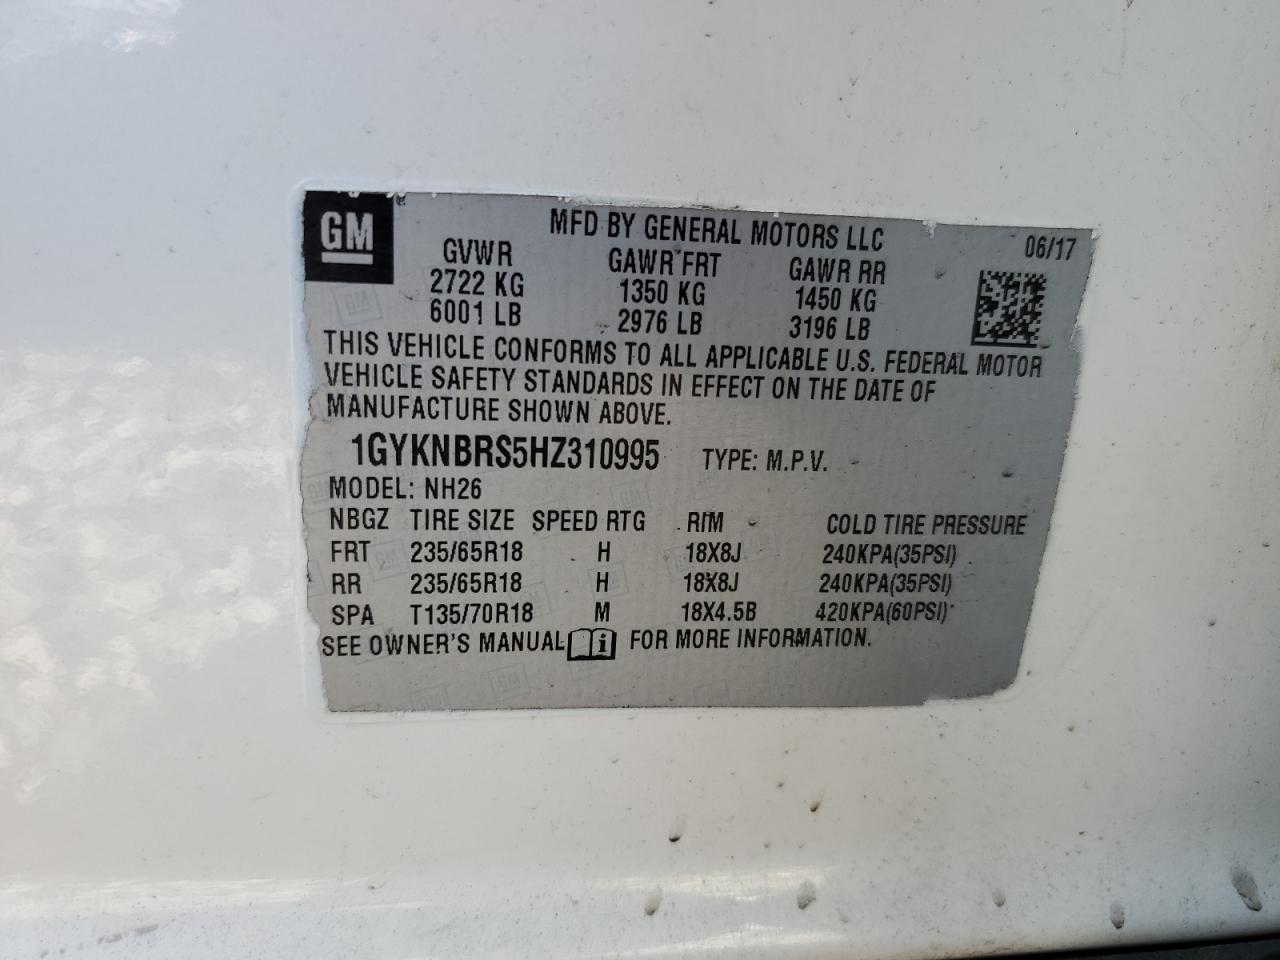 GM
MFD BY GENERAL MOTORS LLC 06/17
GVWR GAWR FRT GAWR RR
2722 KG 1350 KG 1450 KG
6001 LB 2976 LB 3196 LB
THIS VEHICLE CONFORMS TO ALL APPLICABLE U.S. FEDERAL MOTOR
VEHICLE SAFETY STANDARDS IN EFFECT ON THE DATE OF
MANUFACTURE SHOWN ABOVE.
1GYKNBRS5HZ310995 TYPE: M.P.V.
MODEL: NH26
NBGZ TIRE SIZE SPEED RTG RIM COLD TIRE PRESSURE
FRT 235/65R18 H 18X8J 240KPA(35PSI)
RR 235/65R18 H 18X8J 240KPA(35PSI)
SPA T135/70R18 M 18X4.5B 420KPA(60PSI)
SEE OWNER'S MANUAL i FOR MORE INFORMATION.